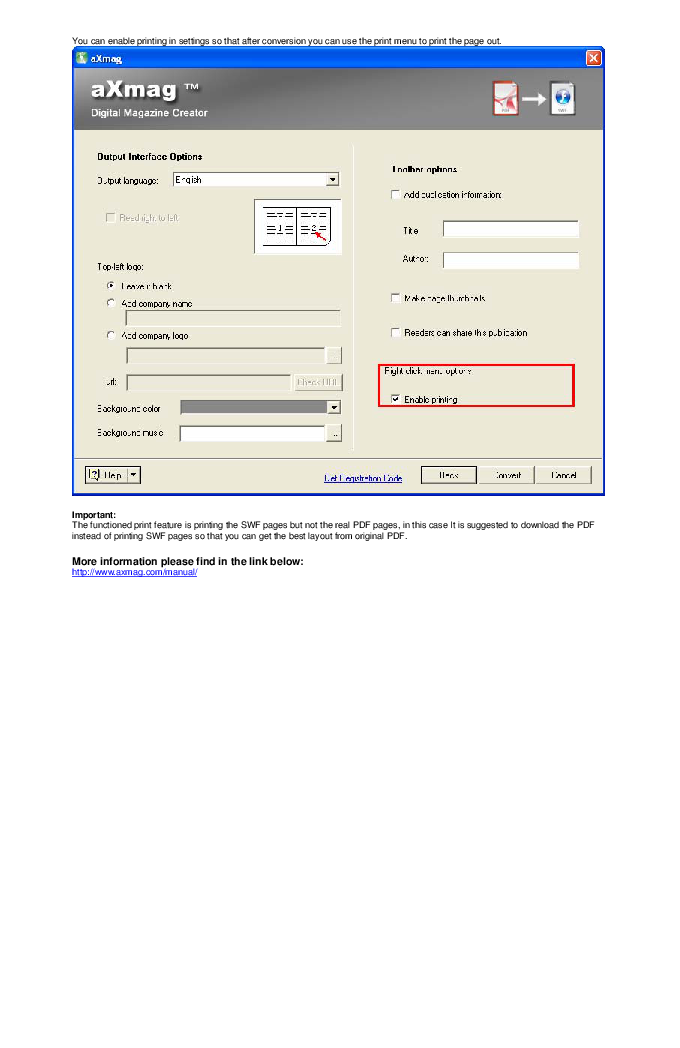 You can enable printing in settings so that after conversion you can use the print menu to print the page out.
aXmag
aXmag ™
Digital Magazine Creator
Output Interface Options
Output language: English
Read right to left
1 2
Top-left logo:
Leave it blank
Add company name
Add company logo
url: Check URL
Background color
Background music ...
Toolbar options
Add publication information:
Title
Author:
Make page thumbnails
Readers can share this publication
Right click menu options
Enable printing
Help
Get Registration Code
Back
Convert
Cancel
Important:
The functioned print feature is printing the SWF pages but not the real PDF pages, in this case It is suggested to download the PDF
instead of printing SWF pages so that you can get the best layout from original PDF.
More information please find in the link below:
http://www.axmag.com/manual/